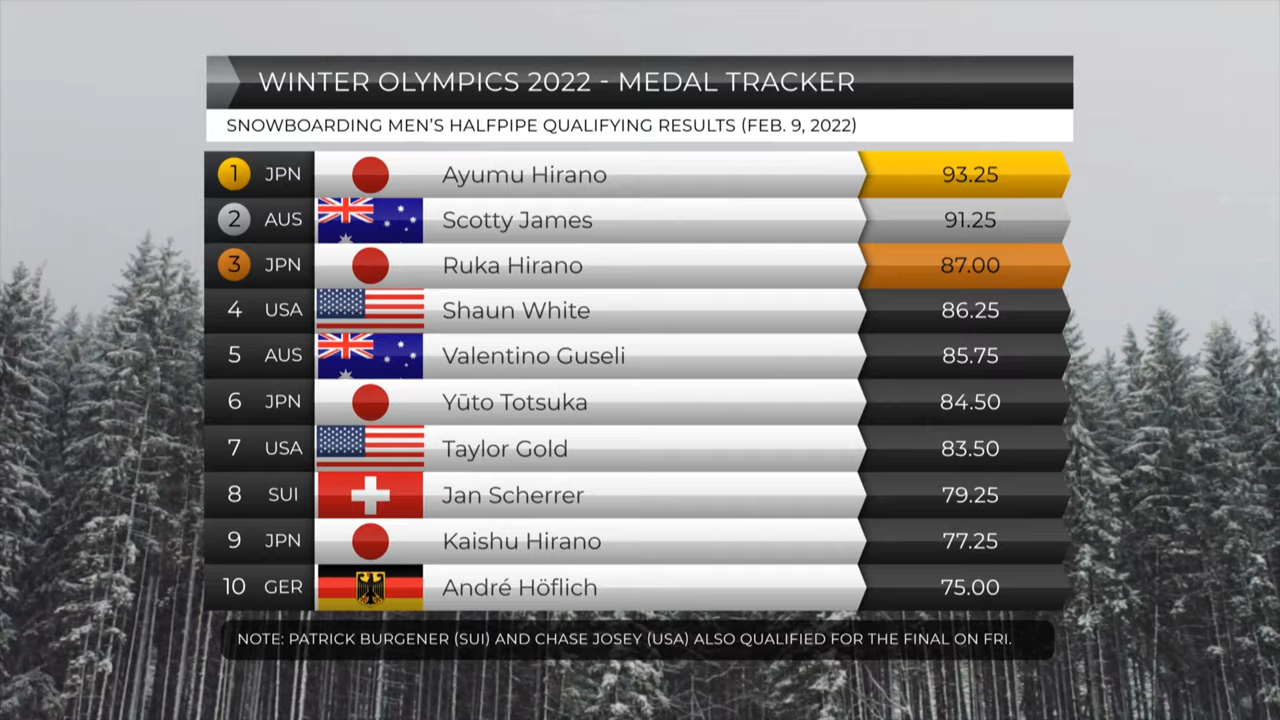 WINTER OLYMPICS 2022 - MEDAL TRACKER
SNOWBOARDING MEN'S HALFPIPE QUALIFYING RESULTS (FEB. 9, 2022)
1 JPN Ayumu Hirano 93.25
2 AUS Scotty James 91.25
3 JPN Ruka Hirano 87.00
4 USA Shaun White 86.25
5 AUS Valentino Guseli 85.75
6 JPN Yūto Totsuka 84.50
7 USA Taylor Gold 83.50
8 SUI Jan Scherrer 79.25
9 JPN Kaishu Hirano 77.25
10 GER André Höflich 75.00
NOTE: PATRICK BURGENER (SUI) AND CHASE JOSEY (USA) ALSO QUALIFIED FOR THE FINAL ON FRI.